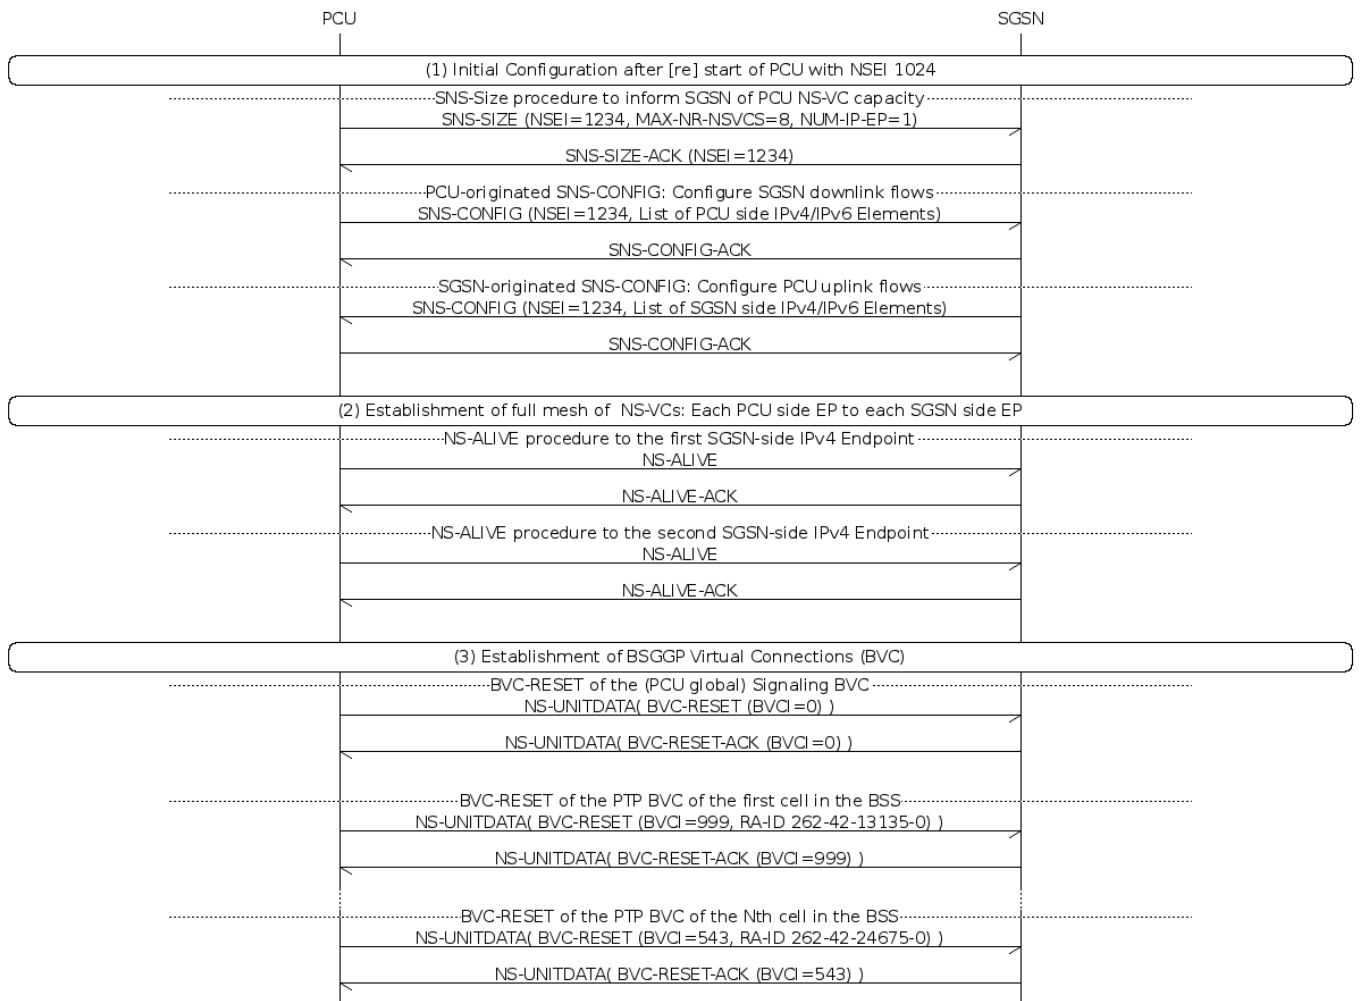 PCU SGSN
(1) Initial Configuration after [re] start of PCU with NSEI 1024
SNS-Size procedure to inform SGSN of PCU NS-VC capacity
SNS-SIZE (NSEI=1234, MAX-NR-NSVCS=8, NUM-IP-EP=1)
SNS-SIZE-ACK (NSEI=1234)
PCU-originated SNS-CONFIG: Configure SGSN downlink flows
SNS-CONFIG (NSEI=1234, List of PCU side IPv4/IPv6 Elements)
SNS-CONFIG-ACK
SGSN-originated SNS-CONFIG: Configure PCU uplink flows
SNS-CONFIG (NSEI=1234, List of SGSN side IPv4/IPv6 Elements)
SNS-CONFIG-ACK
(2) Establishment of full mesh of NS-VCs: Each PCU side EP to each SGSN side EP
NS-ALIVE procedure to the first SGSN-side IPv4 Endpoint
NS-ALIVE
NS-ALIVE-ACK
NS-ALIVE procedure to the second SGSN-side IPv4 Endpoint
NS-ALIVE
NS-ALIVE-ACK
(3) Establishment of BSGGP Virtual Connections (BVC)
BVC-RESET of the (PCU global) Signaling BVC
NS-UNITDATA( BVC-RESET (BVCI=0) )
NS-UNITDATA( BVC-RESET-ACK (BVCI=0) )
BVC-RESET of the PTP BVC of the first cell in the BSS
NS-UNITDATA( BVC-RESET (BVCI=999, RA-ID 262-42-13135-0) )
NS-UNITDATA( BVC-RESET-ACK (BVCI=999) )
BVC-RESET of the PTP BVC of the Nth cell in the BSS
NS-UNITDATA( BVC-RESET (BVCI=543, RA-ID 262-42-24675-0) )
NS-UNITDATA( BVC-RESET-ACK (BVCI=543) )